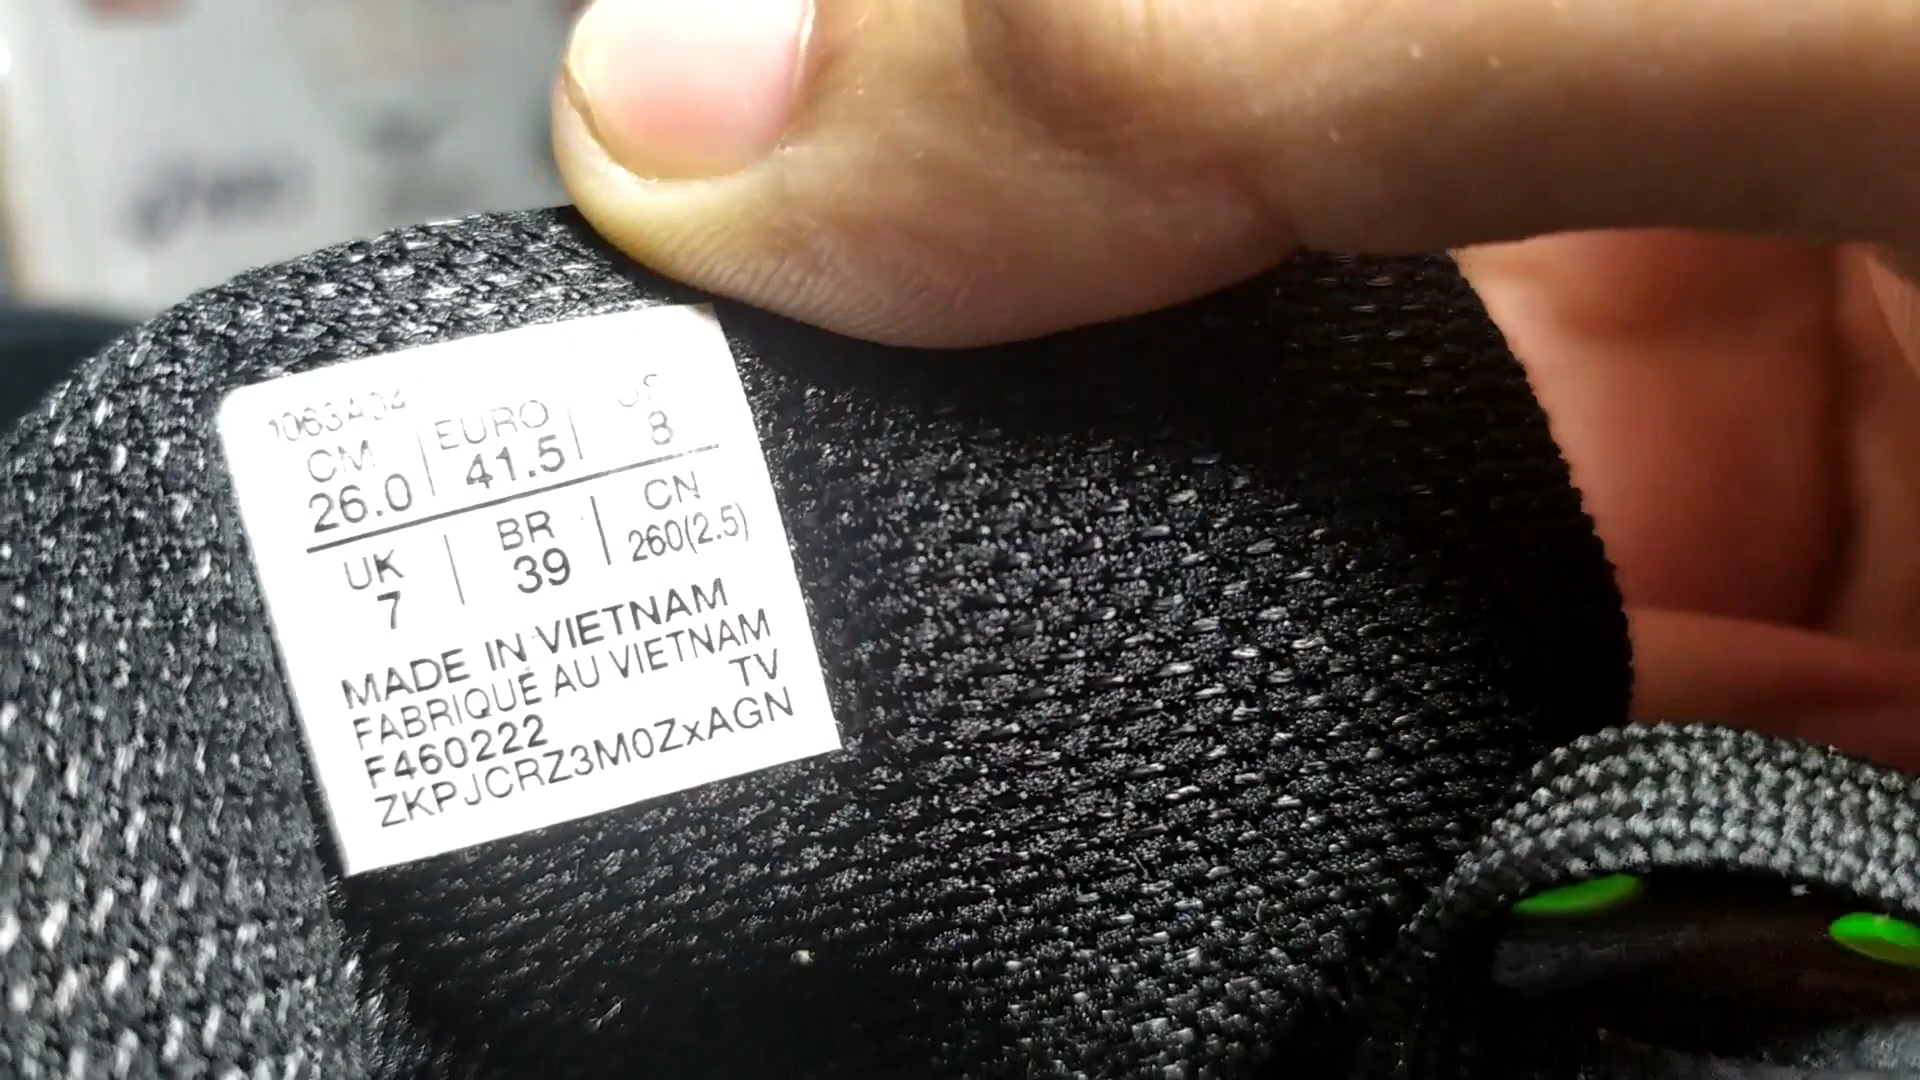 CM EURO US
26.0 41.5 8
UK BR CN
7 39 260(2.5)
MADE IN VIETNAM
FABRIQUÉ AU VIETNAM
TV
F460222
ZKPJCRZ3M0ZxAGN